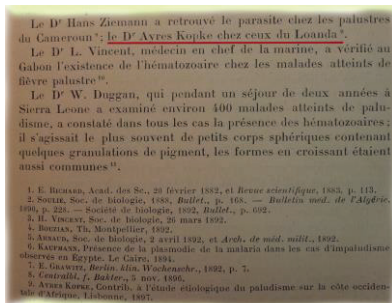 Le Dr Hans Ziemann a retrouvé le parasite chez les palustres
du Cameroun 8; le Dr Ayres Kopke chez ceux du Loanda 9.
Le Dr L. Vincent, médecin en chef de la marine, a vérifié au
Gabon l'existence de l'hématozoaire chez les malades atteints de
fièvre palustre 10.
Le Dr W. Duggan, qui pendant un séjour de deux années à
Sierra Leone a examiné environ 400 malades atteints de palu-
disme, a constaté dans tous les cas la présence des hématozoaires;
il s'agissait le plus souvent de petits corps sphériques contenant
quelques granulations de pigment, les formes en croissant étaient
aussi communes 11.
1. E. Richard, Acad. des Sc., 20 février 1882, et Revue scientifique, 1883, p. 113.
2. Soulié, Soc. de biologie, 1888, Bullet., p. 168. — Bulletin méd. de l'Algérie,
1890, p. 228. — Société de biologie, 1892, Bullet., p. 692.
3. H. Vincent, Soc. de biologie, 26 mars 1892.
4. Bouzian, Th. Montpellier, 1892.
5. Arnaud, Soc. de biologie, 2 avril 1892, et Arch. de méd. milit., 1892.
6. Kaufmann, Présence de la plasmodie de la malaria dans les cas d'impaludisme
observés en Egypte. Le Caire, 1894.
7. E. Grawitz, Berlin. klin. Wochensche., 1892, p. 7.
8. Centralbl. f. Bakter., 5 nov. 1896.
9. Ayres Kopke, Contrib. à l'étude étiologique du paludisme sur la côte occiden-
tale d'Afrique, Lisbonne, 1897.